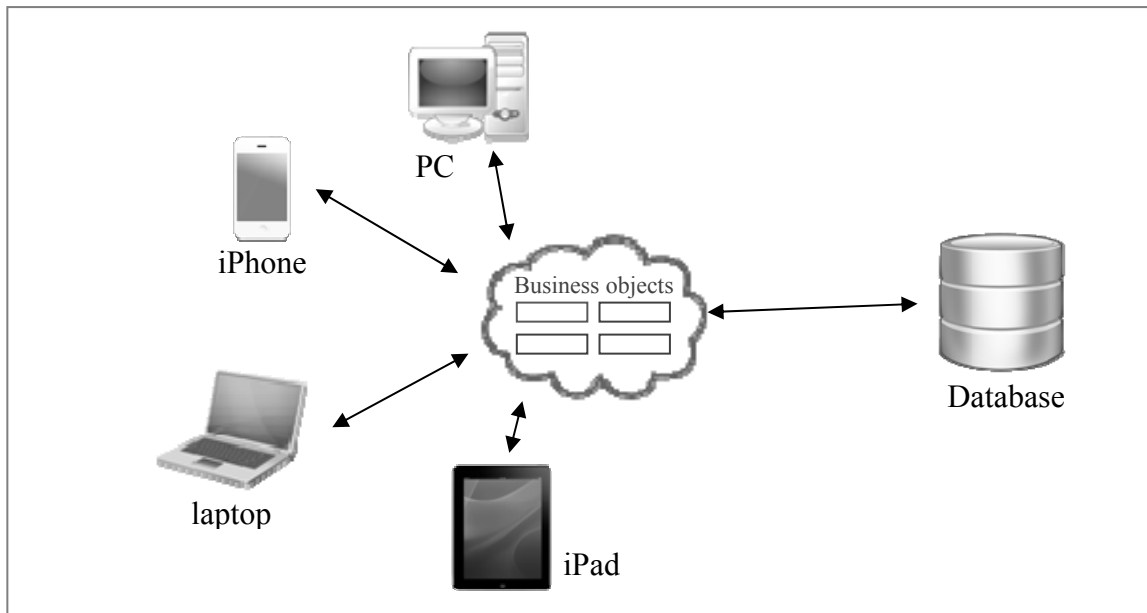 PC
iPhone
Business objects
Database
laptop
iPad